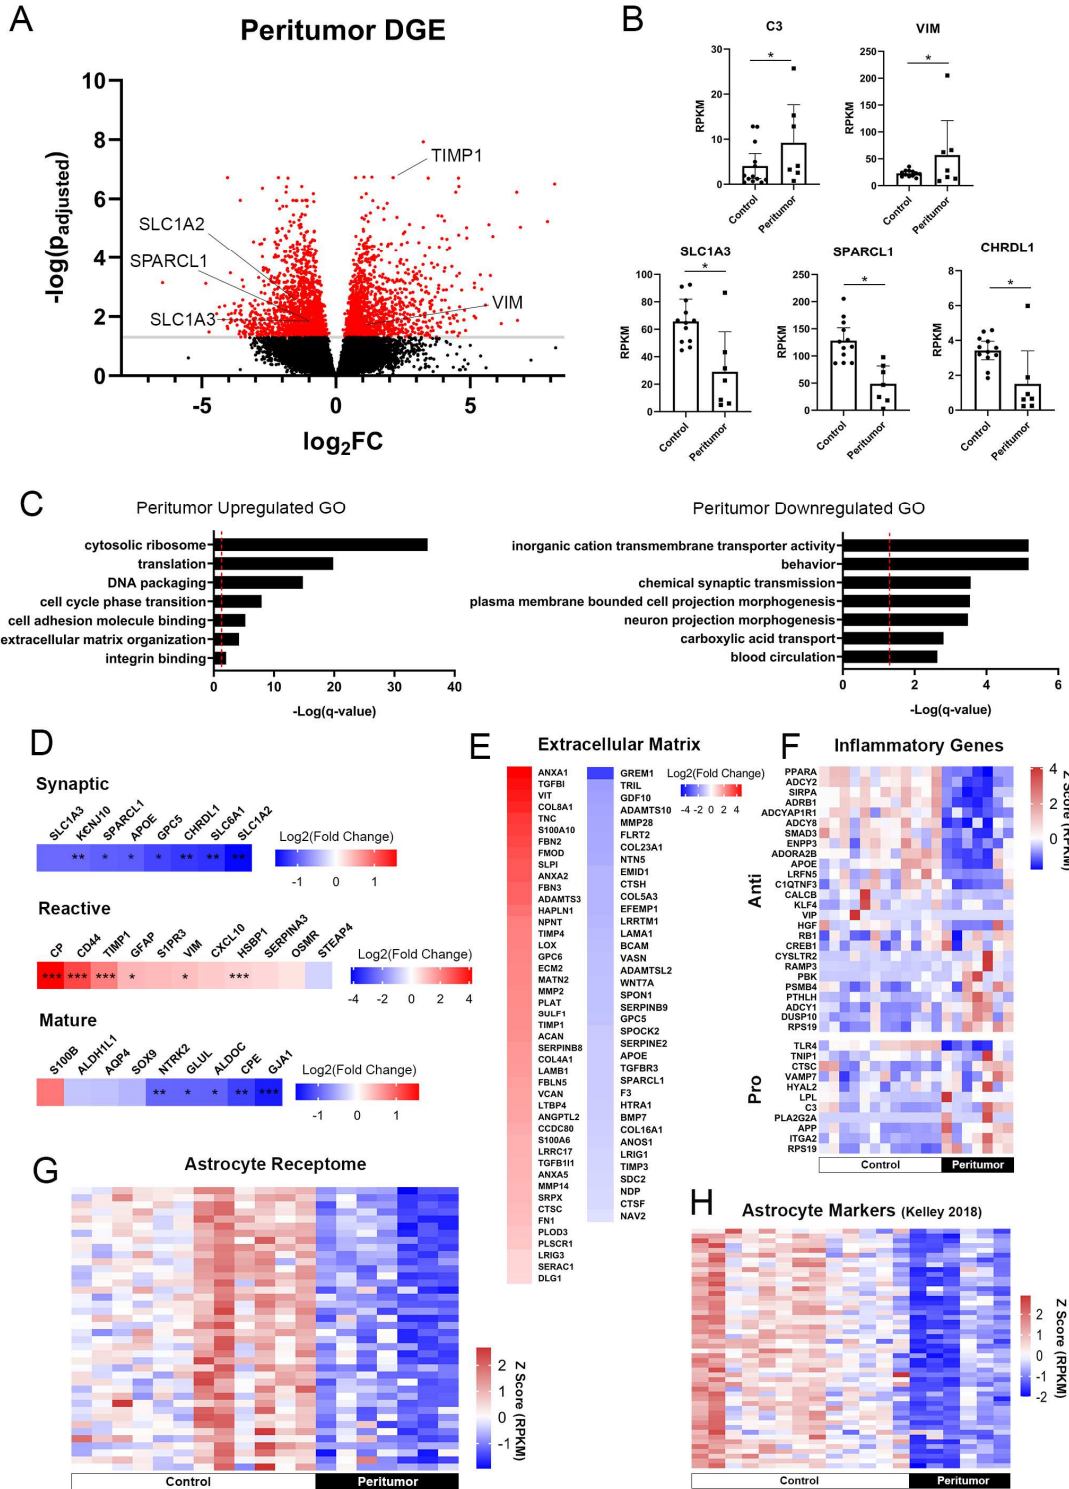 A
Peritumor DGE
10
8
6
4
2
0
-log(padjusted)
TIMP1
SLC1A2
SPARCL1
SLC1A3
VIM
-5
0
5
log2FC
B
C3
RPKM
30
20
10
0
*
Control
Peritumor
VIM
RPKM
250
200
150
100
50
0
*
Control
Peritumor
SLC1A3
RPKM
100
80
60
40
20
0
*
Control
Peritumor
SPARCL1
RPKM
250
200
150
100
50
0
*
Control
Peritumor
CHRDL1
RPKM
8
6
4
2
0
*
Control
Peritumor
C
Peritumor Upregulated GO
cytosolic ribosome
translation
DNA packaging
cell cycle phase transition
cell adhesion molecule binding
extracellular matrix organization
integrin binding
0 10 20 30 40
-Log(q-value)
Peritumor Downregulated GO
inorganic cation transmembrane transporter activity
behavior
chemical synaptic transmission
plasma membrane bounded cell projection morphogenesis
neuron projection morphogenesis
carboxylic acid transport
blood circulation
0 2 4 6
-Log(q-value)
D
Synaptic
SLC1A3 KCNJ10 SPARCL1 APOE GPC5 CHRDL1 SLC6A1 SLC1A2
** * * * ** ** **
Log2(Fold Change)
-1 0 1
Reactive
CP CD44 TIMP1 GFAP S1PR3 VIM CXCL10 HSBP1 SERPINA3 OSMR STEAP4
*** *** *** * * ***
Log2(Fold Change)
-4 -2 0 2 4
Mature
S100B ALDH1L1 AQP4 SOX9 NTRK2 GLUL ALDOC CPE GJA1
** * * ** ***
Log2(Fold Change)
-1 0 1
E
Extracellular Matrix
ANXA1
TGFBI
VIT
COL8A1
TNC
S100A10
FBN2
FMOD
SLPI
ANXA2
FBN3
ADAMTS3
HAPLN1
NPNT
TIMP4
LOX
GPC6
ECM2
MATN2
MMP2
PLAT
SULF1
TIMP1
ACAN
SERPINB8
COL4A1
LAMB1
FBLN5
VCAN
LTBP4
ANGPTL2
CCDC80
S100A6
LRRC17
TGFB1I1
ANXA5
MMP14
SRPX
CTSC
FN1
PLOD3
PLSCR1
LRIG3
SERAC1
DLG1
GREM1
TRIL
GDF10
ADAMTS10
MMP28
FLRT2
COL23A1
NTN5
EMID1
CTSH
COL5A3
EFEMP1
LRRTM1
LAMA1
BCAM
VASN
ADAMTSL2
WNT7A
SPON1
SERPINB9
GPC5
SPOCK2
SERPINE2
APOE
TGFBR3
SPARCL1
F3
HTRA1
BMP7
COL16A1
ANOS1
LRIG1
TIMP3
SDC2
NDP
CTSF
NAV2
Log2(Fold Change)
-4 -2 0 2 4
F
Inflammatory Genes
Anti
PPARA
ADCY2
SIRPA
ADRB1
ADCYAP1R1
ADCY8
SMAD3
ENPP3
ADORA2B
APOE
LRFN5
C1QTNF3
CALCB
KLF4
VIP
HGF
RB1
CREB1
CYSLTR2
RAMP3
PBK
PSMB4
PTHLH
ADCY1
DUSP10
RPS19
Pro
TLR4
TNIP1
CTSC
VAMP7
HYAL2
LPL
C3
PLA2G2A
APP
ITGA2
RPS19
Control
Peritumor
4
2
0
Z Score (RPKM)
G
Astrocyte Receptome
Control
Peritumor
2
1
0
-1
Z Score (RPKM)
H
Astrocyte Markers (Kelley 2018)
Control
Peritumor
2
1
0
-1
-2
Z Score (RPKM)